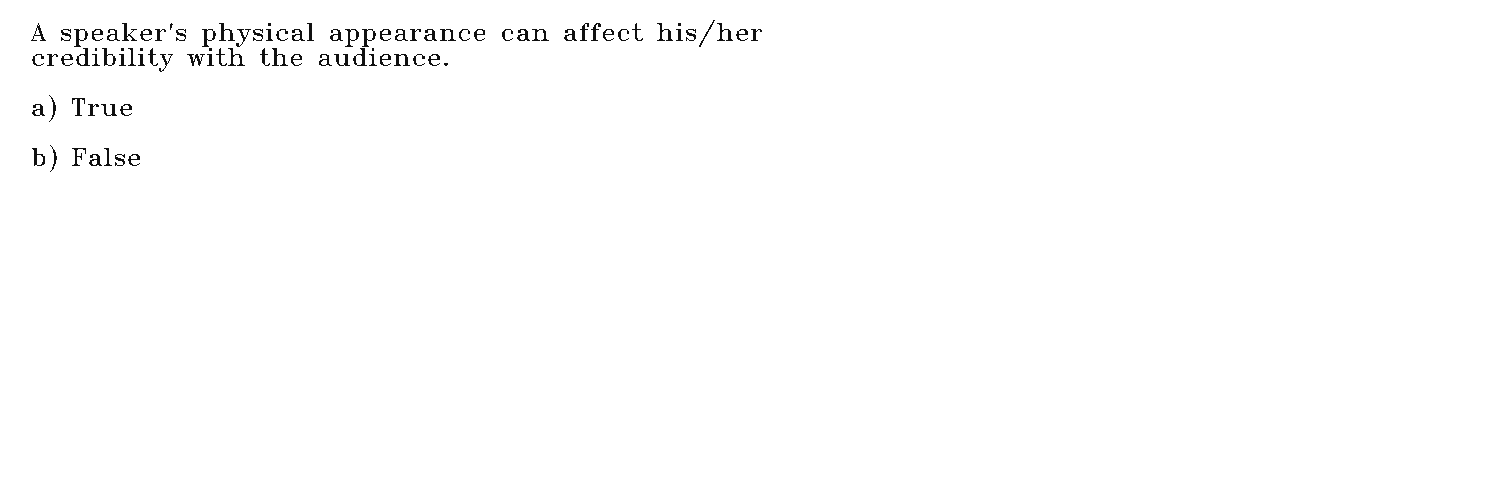 A speaker's physical appearance can affect his/her
credibility with the audience.
a) True
b) False